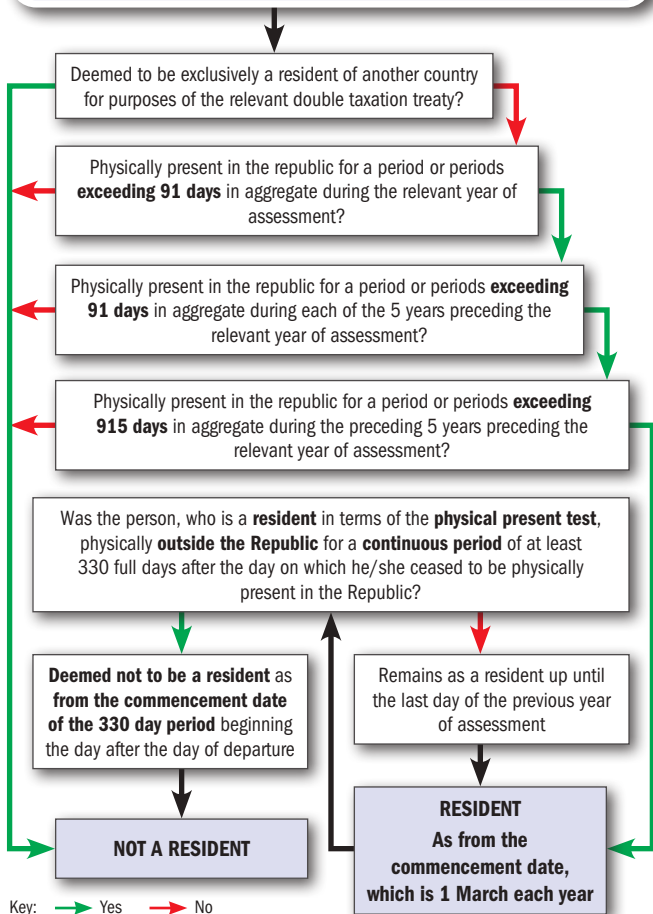 Deemed to be exclusively a resident of another country
for purposes of the relevant double taxation treaty?
Physically present in the republic for a period or periods
exceeding 91 days in aggregate during the relevant year of
assessment?
Physically present in the republic for a period or periods exceeding
91 days in aggregate during each of the 5 years preceding the
relevant year of assessment?
Physically present in the republic for a period or periods exceeding
915 days in aggregate during the preceding 5 years preceding the
relevant year of assessment?
Was the person, who is a resident in terms of the physical present test,
physically outside the Republic for a continuous period of at least
330 full days after the day on which he/she ceased to be physically
present in the Republic?
Deemed not to be a resident as
from the commencement date
of the 330 day period beginning
the day after the day of departure
Remains as a resident up until
the last day of the previous year
of assessment
NOT A RESIDENT
RESIDENT
As from the
commencement date,
which is 1 March each year
Key: Yes No